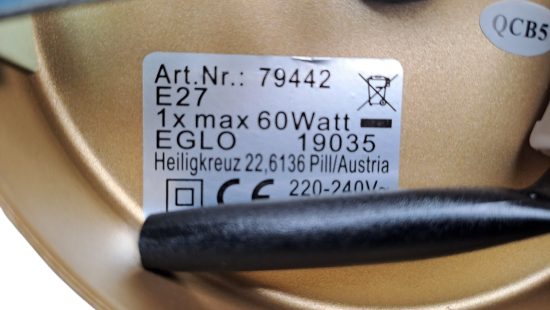 QCB5
Art.Nr.: 79442
E27
1x max 60Watt
EGLO 19035
Heiligkreuz 22,6136 Pill/Austria
CE 220-240V~